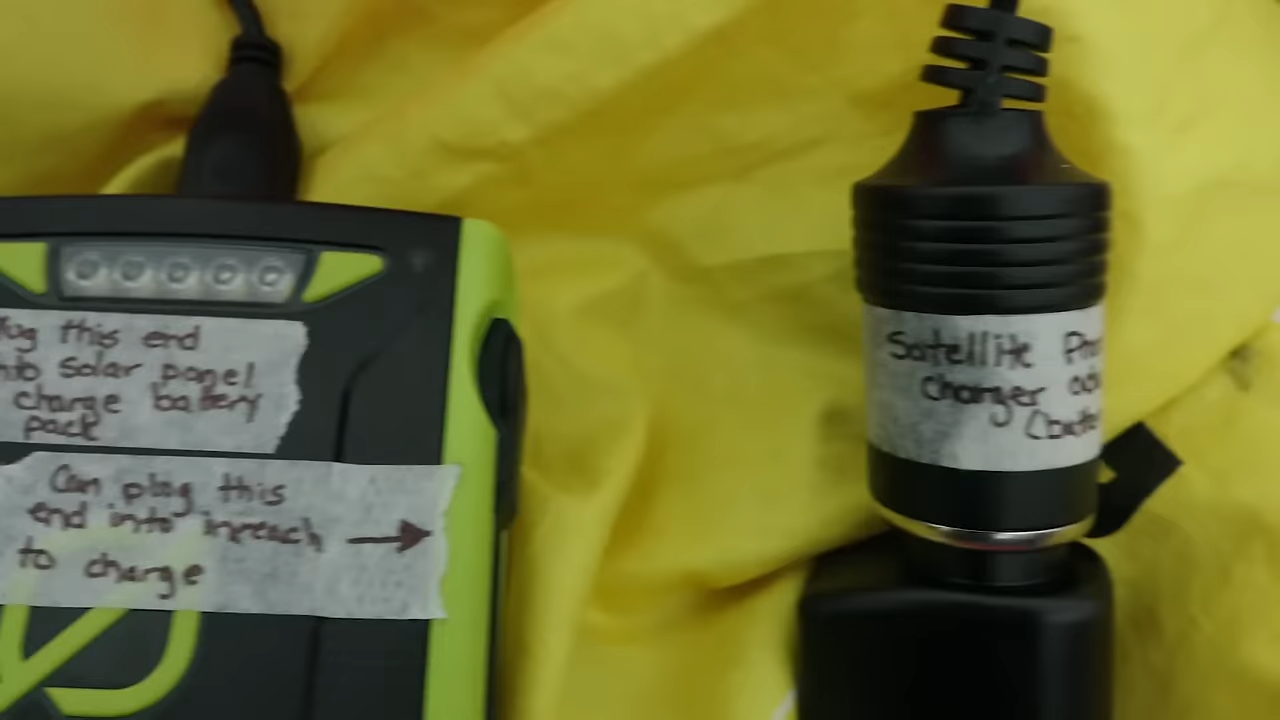 this end
solar panel
charge battery
pack
Can plug this
end into inreach →
to charge
Satellite
Charger